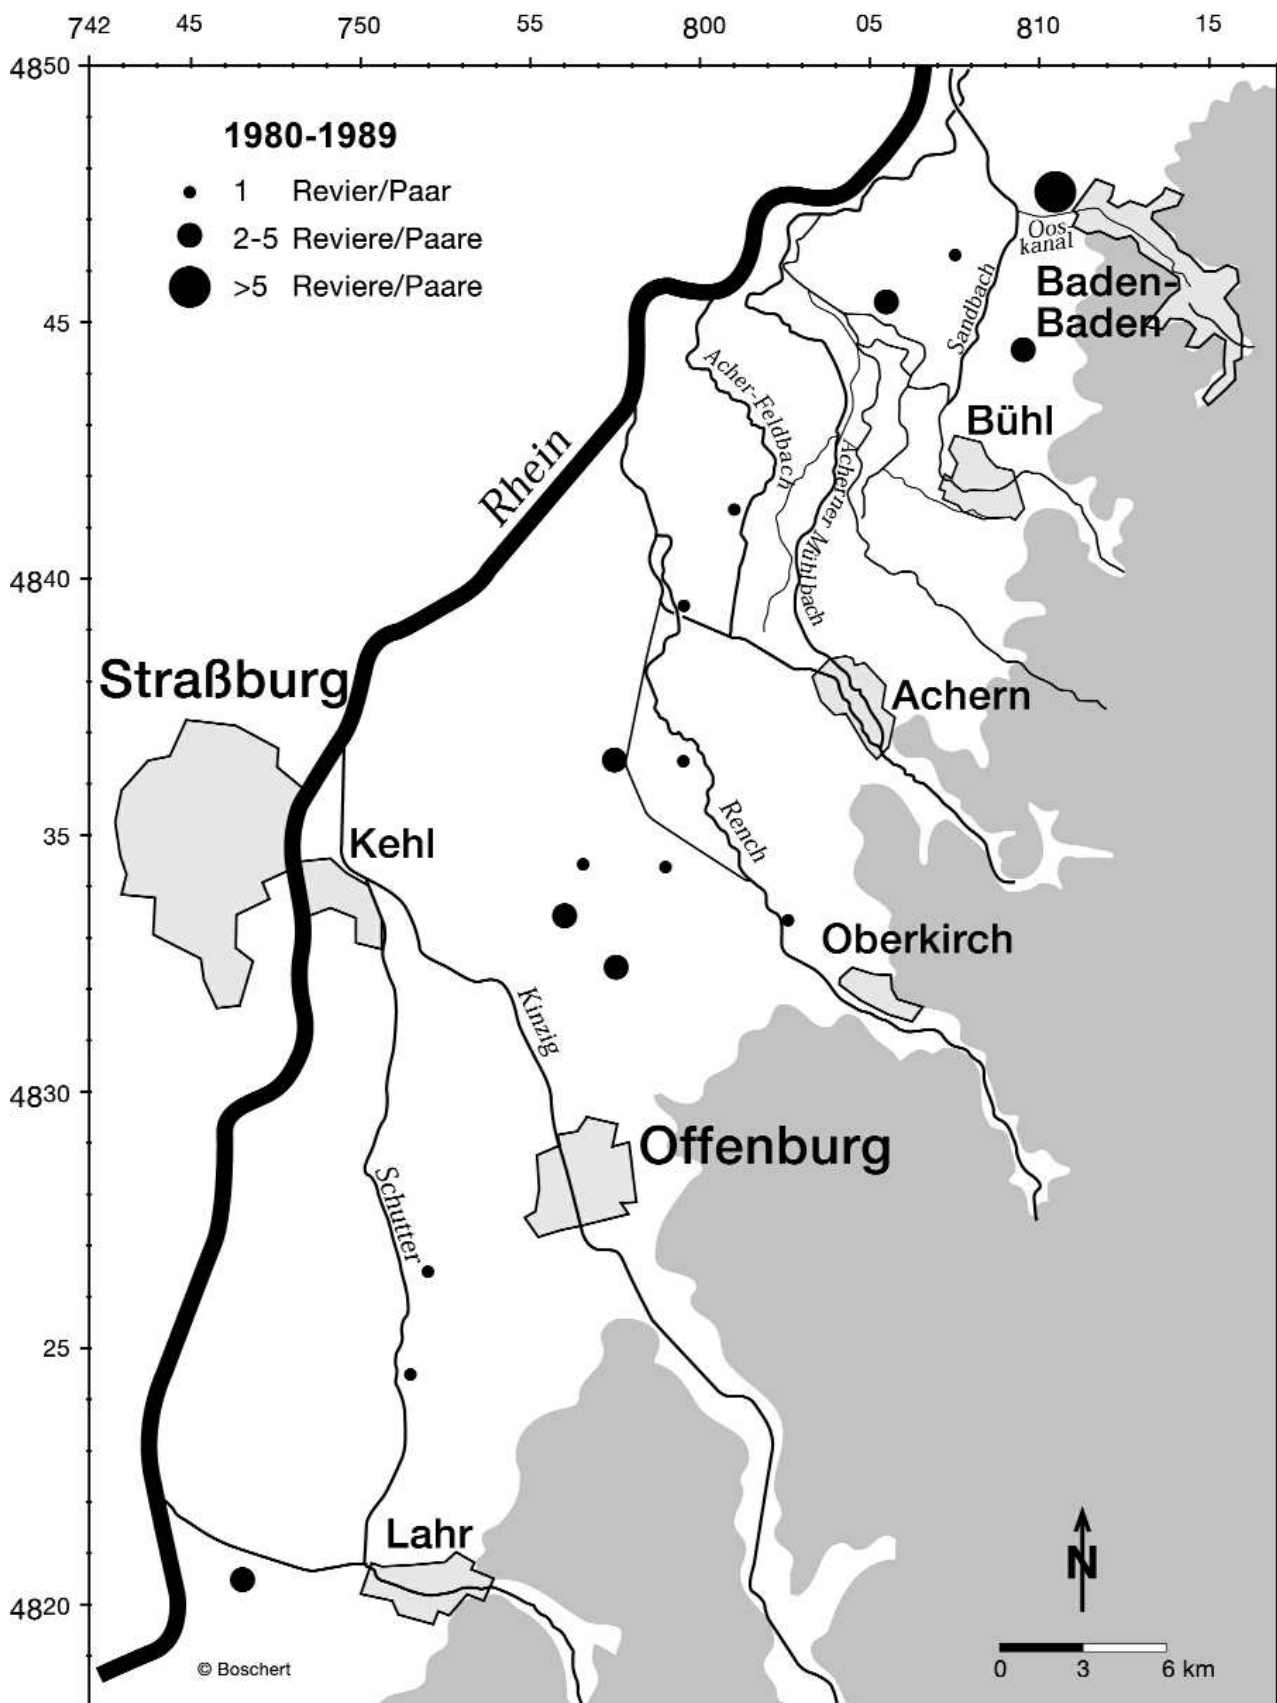 742 45 750 55 800 05 810 15
4850
1980-1989
1 Revier/Paar
2-5 Reviere/Paare
>5 Reviere/Paare
Oos-
kanal
Baden-
Baden
Sandbach
45
Acher-Feldbach
Bühl
Rhein
Acherner Mühlbach
4840
Straßburg
Achern
Rench
35
Kehl
Oberkirch
Kinzig
4830
Offenburg
Schutter
25
Lahr
N
4820
© Boschert
0 3 6 km